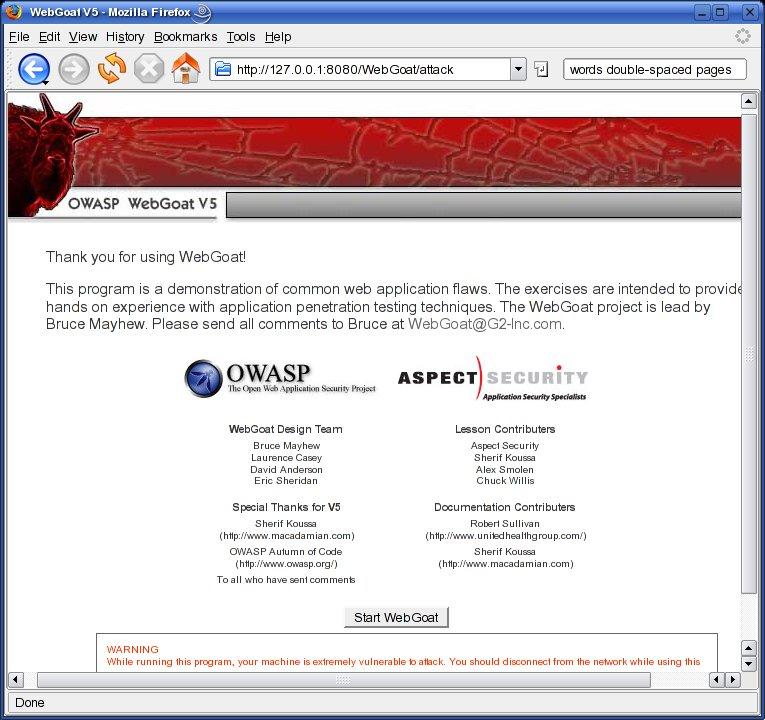 WebGoat V5 - Mozilla Firefox
File Edit View History Bookmarks Tools Help
http://127.0.0.1:8080/WebGoat/attack
words double-spaced pages
OWASP WebGoat V5
Thank you for using WebGoat!
This program is a demonstration of common web application flaws. The exercises are intended to provide
hands on experience with application penetration testing techniques. The WebGoat project is lead by
Bruce Mayhew. Please send all comments to Bruce at WebGoat@G2-Inc.com.
OWASP
The Open Web Application Security Project
ASPECT SECURITY
Application Security Specialists
WebGoat Design Team
Bruce Mayhew
Laurence Casey
David Anderson
Eric Sheridan
Lesson Contributers
Aspect Security
Sherif Koussa
Alex Smolen
Chuck Willis
Special Thanks for V5
Sherif Koussa
(http://www.macadamian.com)
OWASP Autumn of Code
(http://www.owasp.org/)
To all who have sent comments
Documentation Contributers
Robert Sullivan
(http://www.unitedhealthgroup.com/)
Sherif Koussa
(http://www.macadamian.com)
Start WebGoat
WARNING
While running this program, your machine is extremely vulnerable to attack. You should disconnect from the network while using this
Done